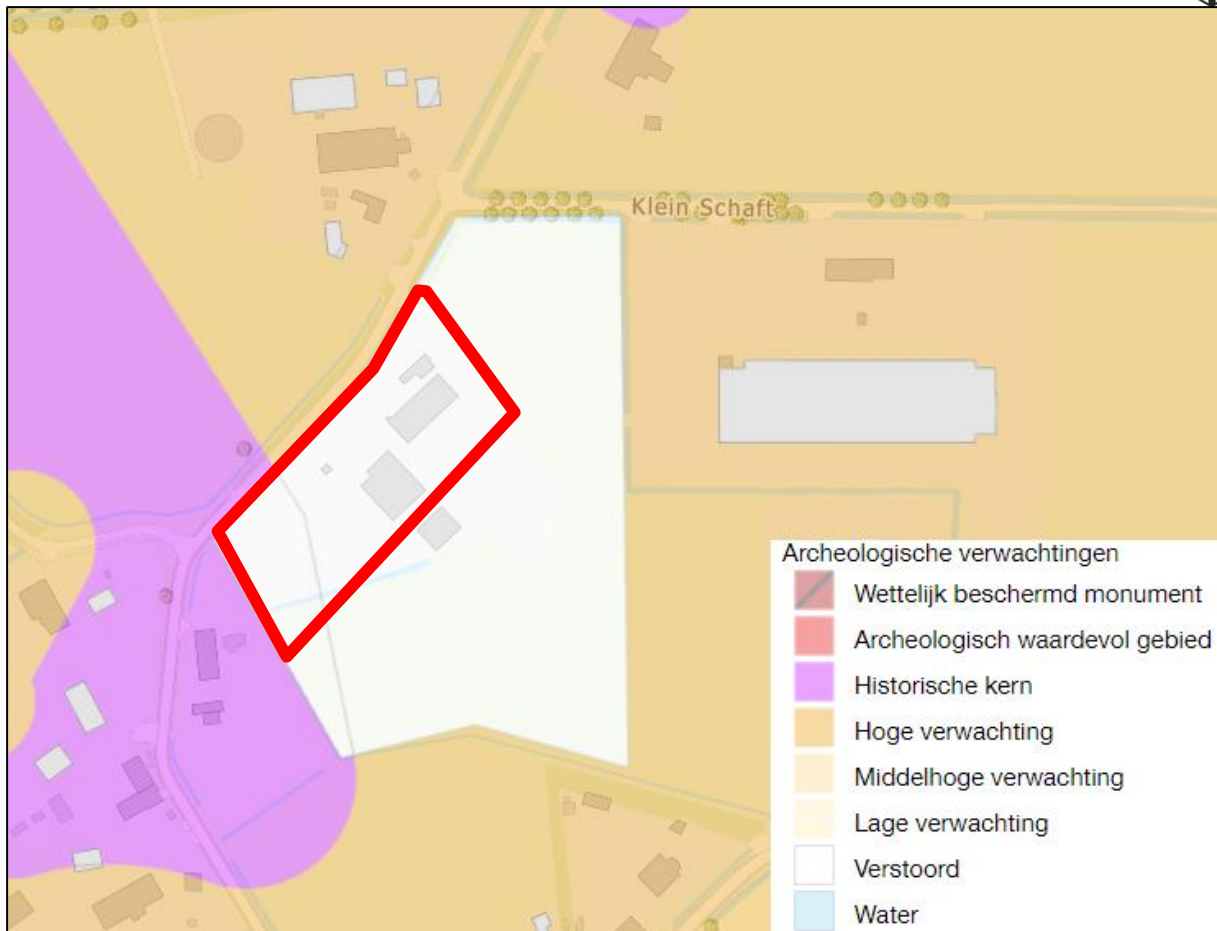 Klein Schaft
Archeologische verwachtingen
Wettelijk beschermd monument
Archeologisch waardevol gebied
Historische kern
Hoge verwachting
Middelhoge verwachting
Lage verwachting
Verstoord
Water